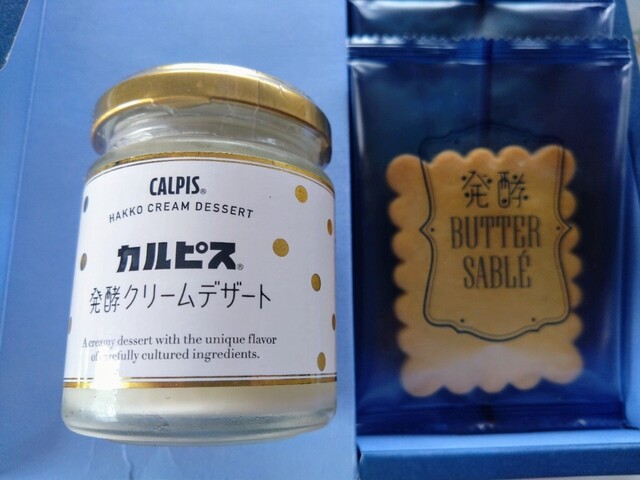 CALPIS®
HAKKO CREAM DESSERT
カルピス®
発酵クリームデザート
A creamy dessert with the unique flavor
of carefully cultured ingredients.
発酵
BUTTER
SABLÉ